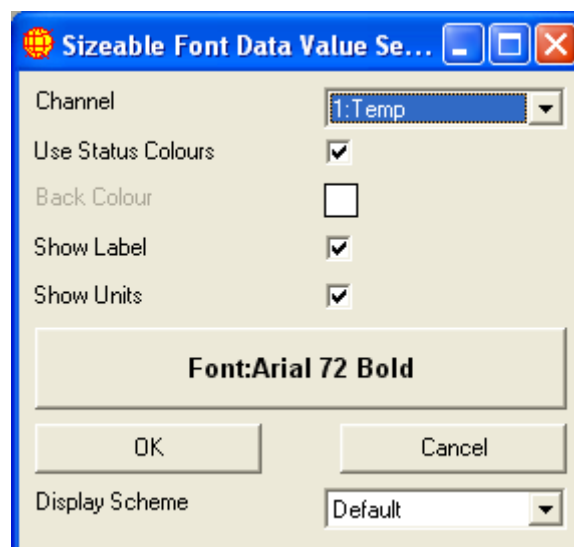 Sizeable Font Data Value Se...
Channel 1:Temp
Use Status Colours
Back Colour
Show Label
Show Units
Font:Arial 72 Bold
OK Cancel
Display Scheme Default